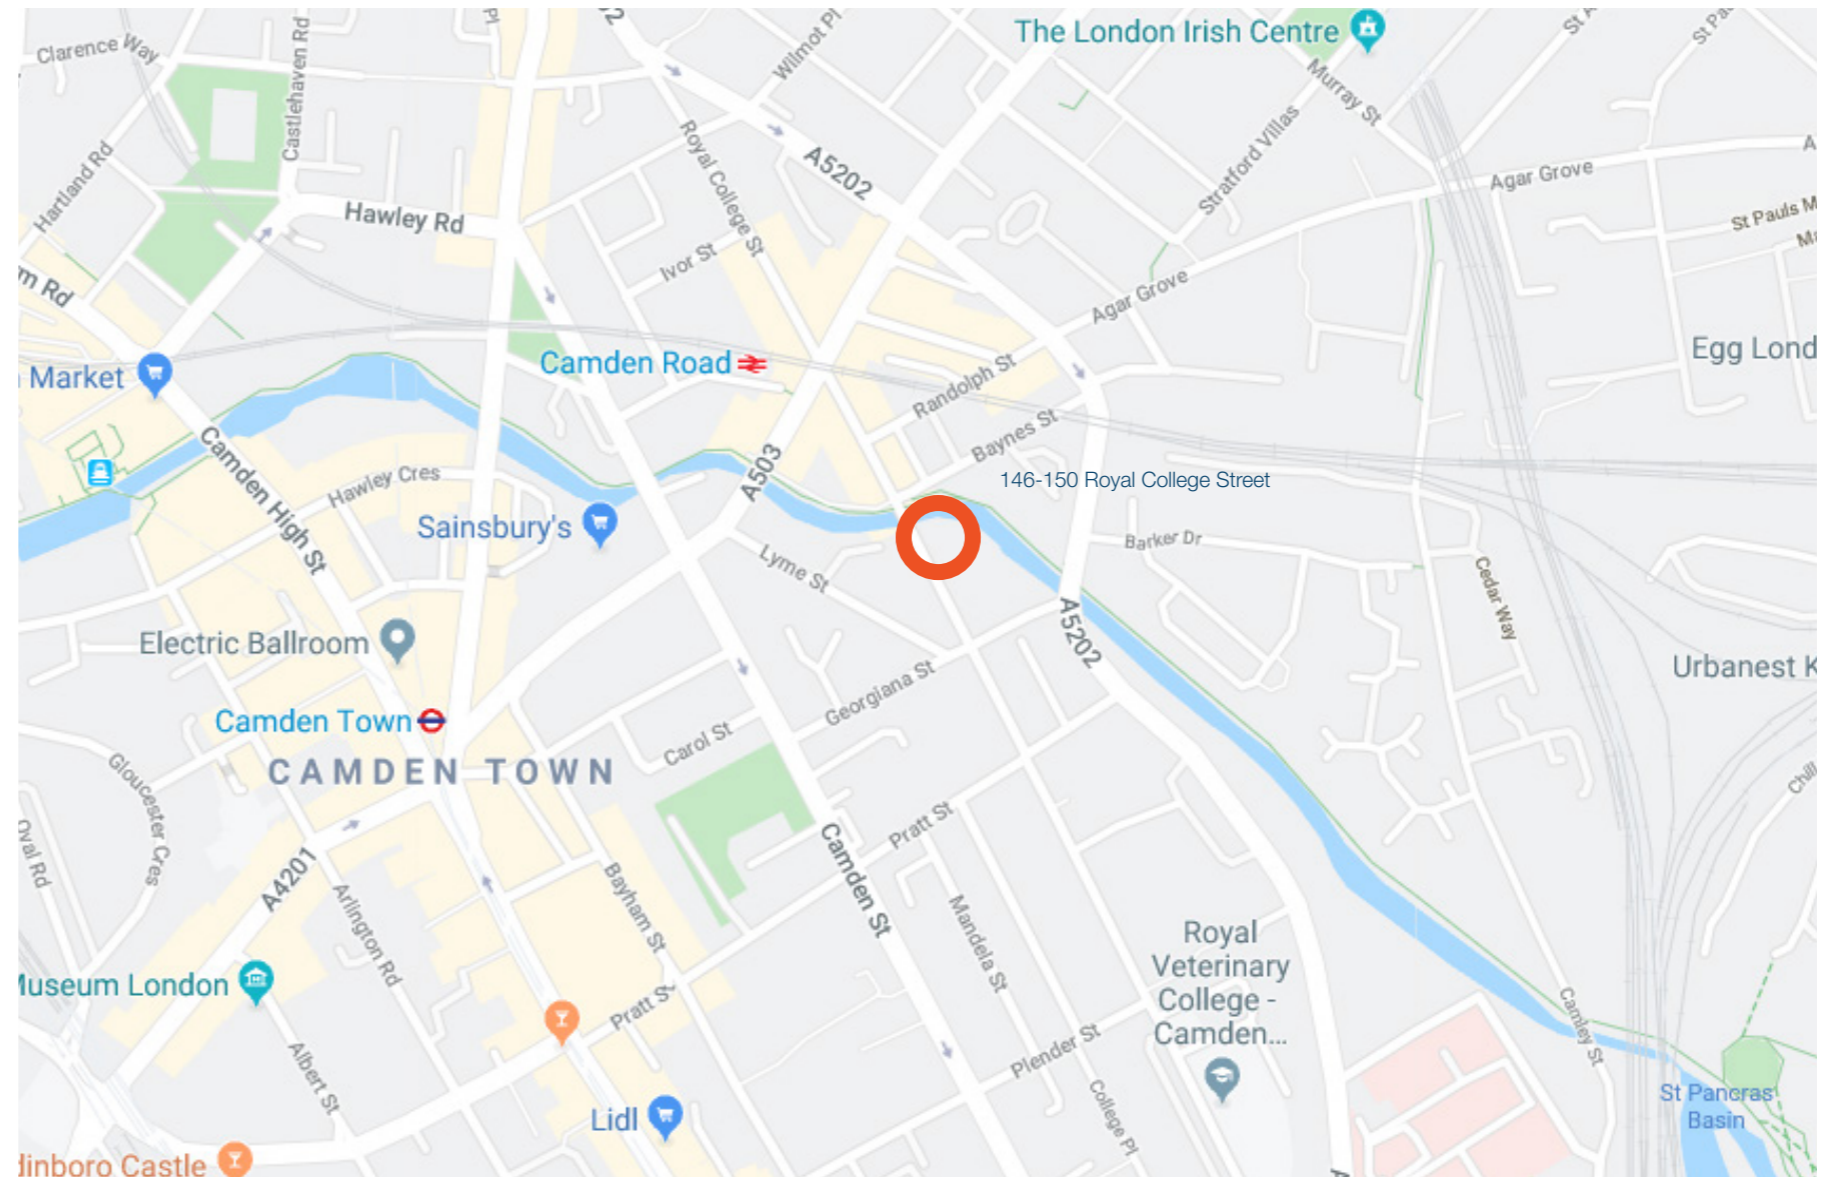 The London Irish Centre
Clarence Way
Castlehaven Rd
Pl
Wilmot Pl
Murray St
Hartland Rd
Royal College St
A5202
Stratford Villas
Agar Grove
Hawley Rd
St Pauls M
Ivor St
m Rd
Agar Grove
Egg Lond
Camden Road
Market
Randolph St
Baynes St
146-150 Royal College Street
A503
Camden High St
Hawley Cres
Sainsbury's
Barker Dr
Lyme St
Cedar Way
A5202
Electric Ballroom
Urbanest K
Georgiana St
Camden Town
Carol St
CAMDEN TOWN
Gloucester Cres
Oval Rd
Pratt St
Camden St
A4201
Arlington Rd
Bayham St
Mandela St
Royal
Veterinary
College -
Camden...
Museum London
Pratt S
Camley St
Plender St
Albert St
College Pl
St Pancras
Basin
Lidl
dinboro Castle